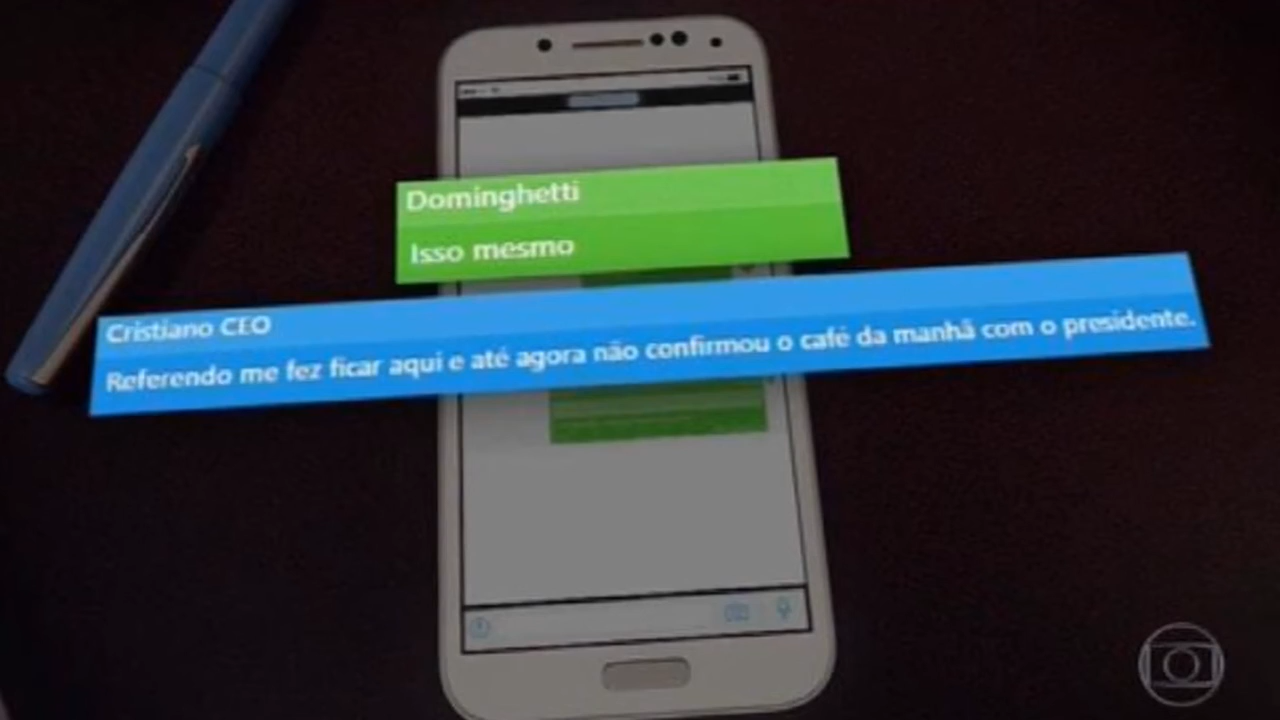 Dominghetti
Isso mesmo
Cristiano CEO
Referendo me fez ficar aqui e até agora não confirmou o café da manhã com o presidente.